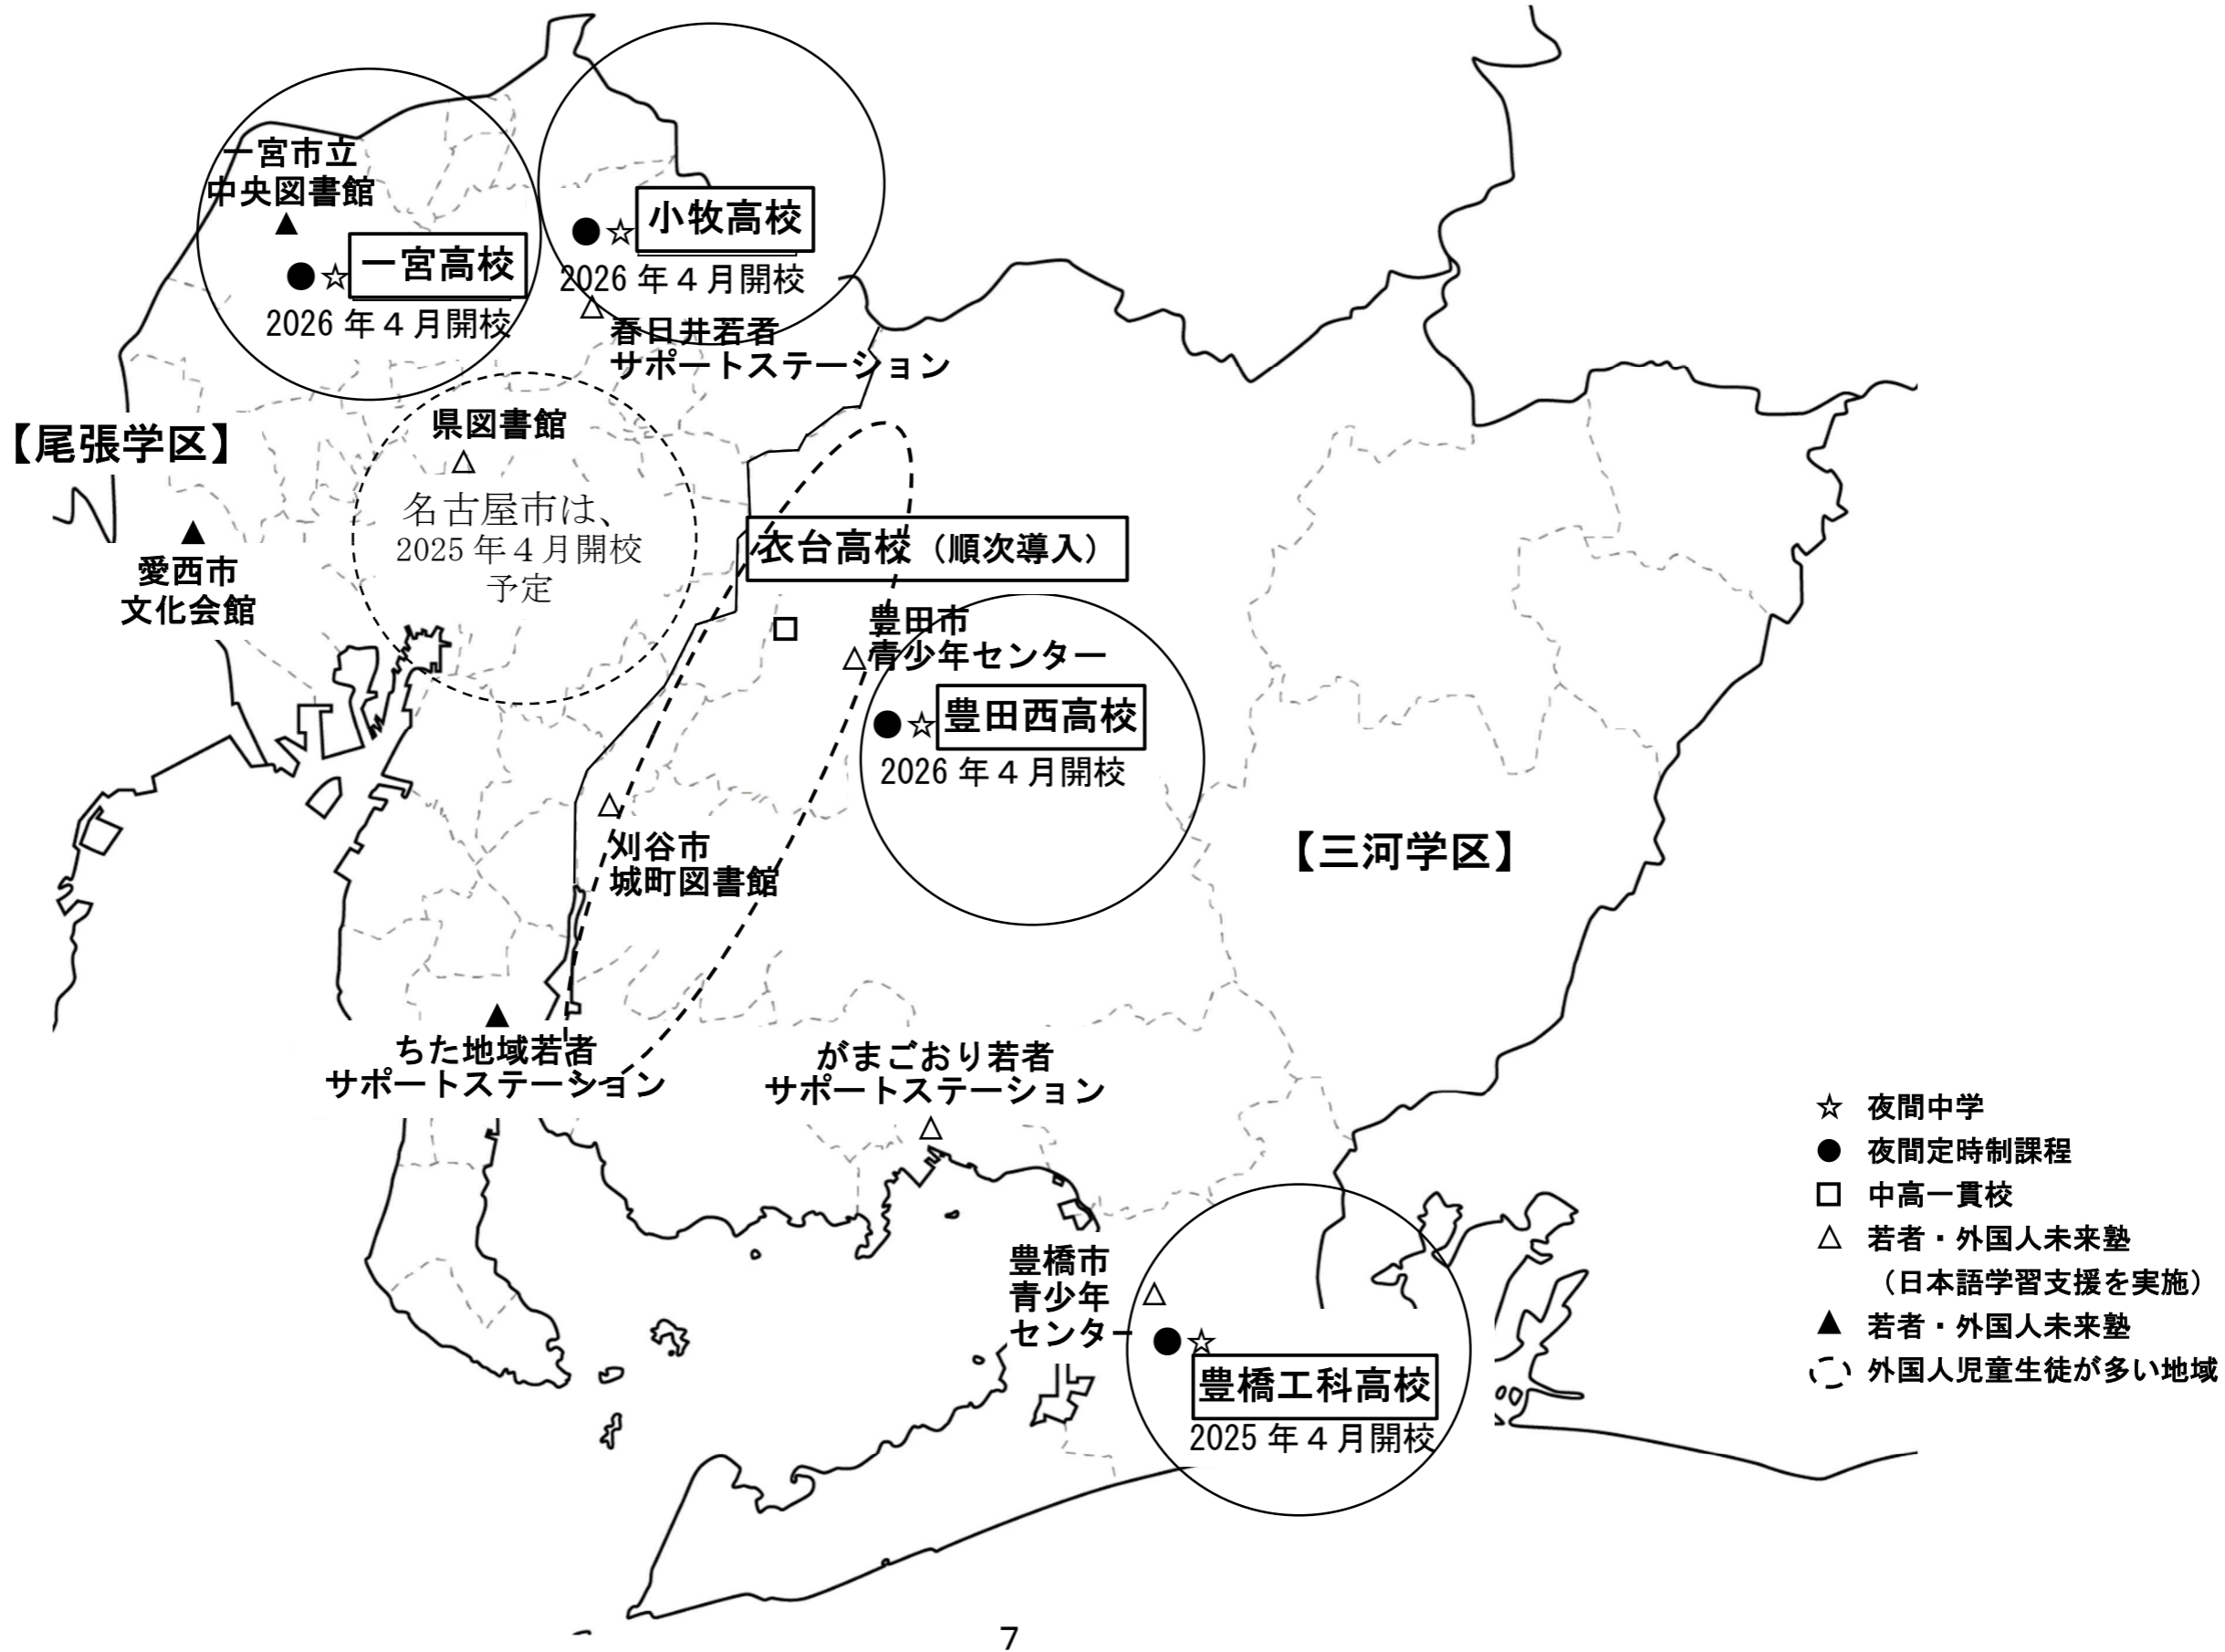 一宮市立
中央図書館
▲
●☆ 一宮高校
2026 年４月開校
●☆ 小牧高校
2026 年４月開校
△
春日井若者
サポートステーション
【尾張学区】
県図書館
△
名古屋市は、
2025 年４月開校
予定
▲
愛西市
文化会館
衣台高校（順次導入）
□
豊田市
△青少年センター
●☆ 豊田西高校
2026 年４月開校
△
刈谷市
城町図書館
【三河学区】
▲
ちた地域若者
サポートステーション
がまごおり若者
サポートステーション
△
豊橋市
青少年
センター
△
●☆
豊橋工科高校
2025 年４月開校
☆ 夜間中学
● 夜間定時制課程
□ 中高一貫校
△ 若者・外国人未来塾
（日本語学習支援を実施）
▲ 若者・外国人未来塾
外国人児童生徒が多い地域
7